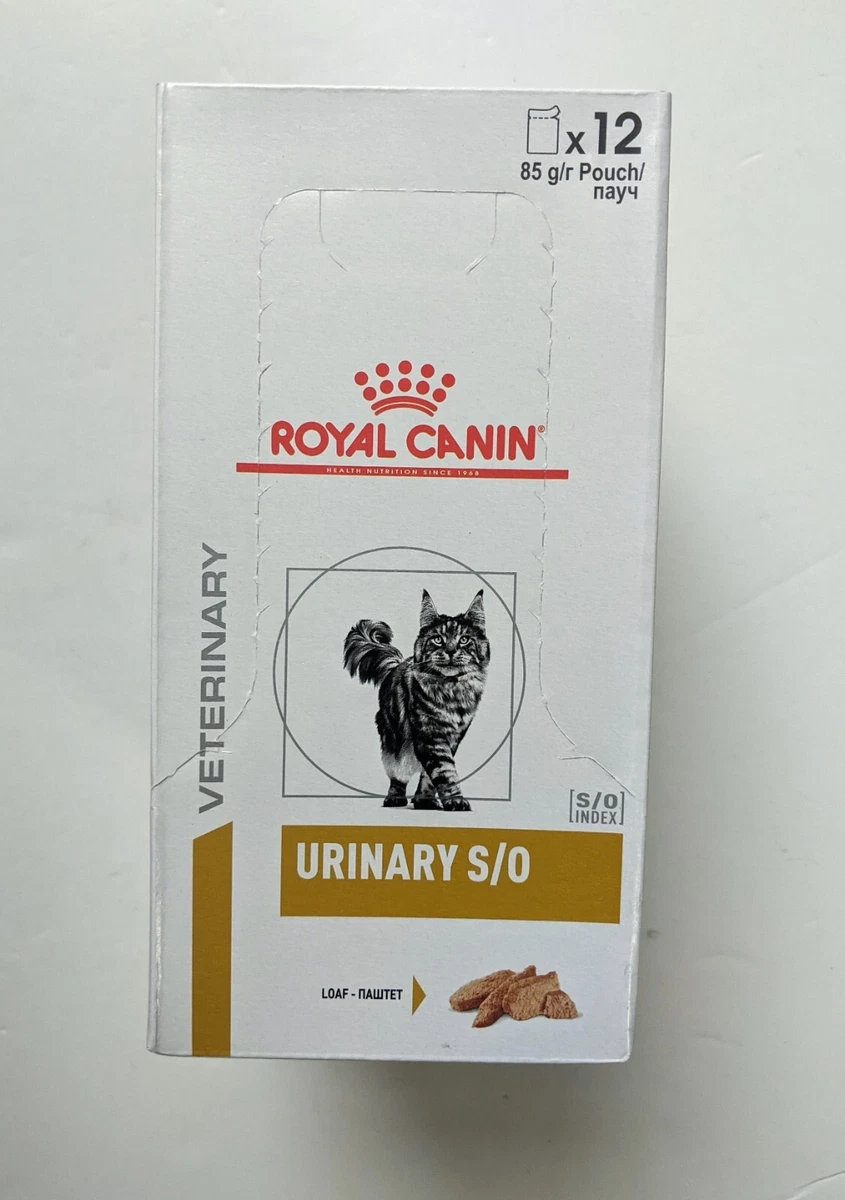 x 12
85 g/г Pouch/
пауч
ROYAL CANIN®
HEALTH NUTRITION SINCE 1968
VETERINARY
[S/O
INDEX]
URINARY S/O
LOAF - ПАШТЕТ